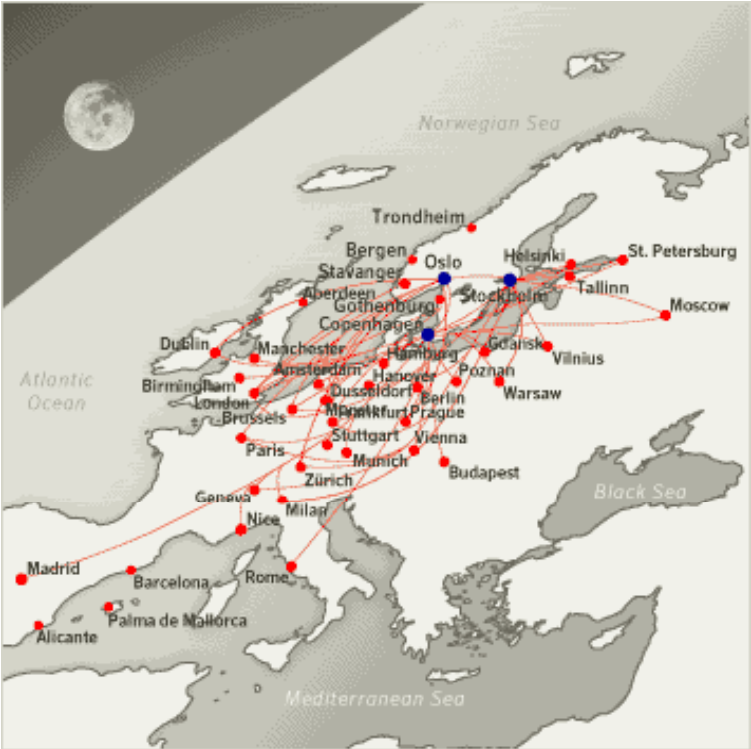 Norwegian Sea
Trondheim
Bergen
Oslo
Helsinki
St. Petersburg
Stavanger
Tallinn
Aberdeen
Stockholm
Gothenburg
Moscow
Copenhagen
Dublin
Manchester
Hamburg
Gdansk
Vilnius
Amsterdam
Hanover
Poznan
Atlantic
Ocean
Birmingham
Dusseldorf
Berlin
Warsaw
London
Brussels
Frankfurt
Prague
Paris
Stuttgart
Vienna
Munich
Budapest
Zürich
Geneva
Milan
Black Sea
Nice
Madrid
Barcelona
Rome
Palma de Mallorca
Alicante
Mediterranean Sea